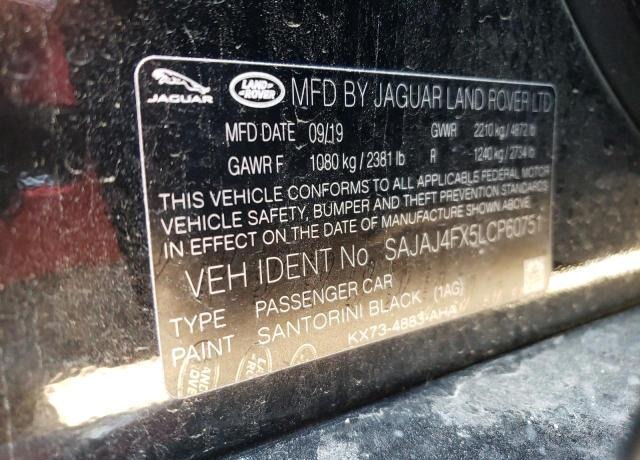 JAGUAR LAND ROVER MFD BY JAGUAR LAND ROVER LTD
MFD DATE 09/19 GVWR 2210 kg / 4872 lb
GAWR F 1080 kg / 2381 lb R 1240 kg / 2734 lb
THIS VEHICLE CONFORMS TO ALL APPLICABLE FEDERAL MOTOR
VEHICLE SAFETY, BUMPER AND THEFT PREVENTION STANDARDS
IN EFFECT ON THE DATE OF MANUFACTURE SHOWN ABOVE.
VEH IDENT No. SAJAJ4FX5LCP60751
TYPE PASSENGER CAR
PAINT SANTORINI BLACK (1AG)
KX73-4883-AHA